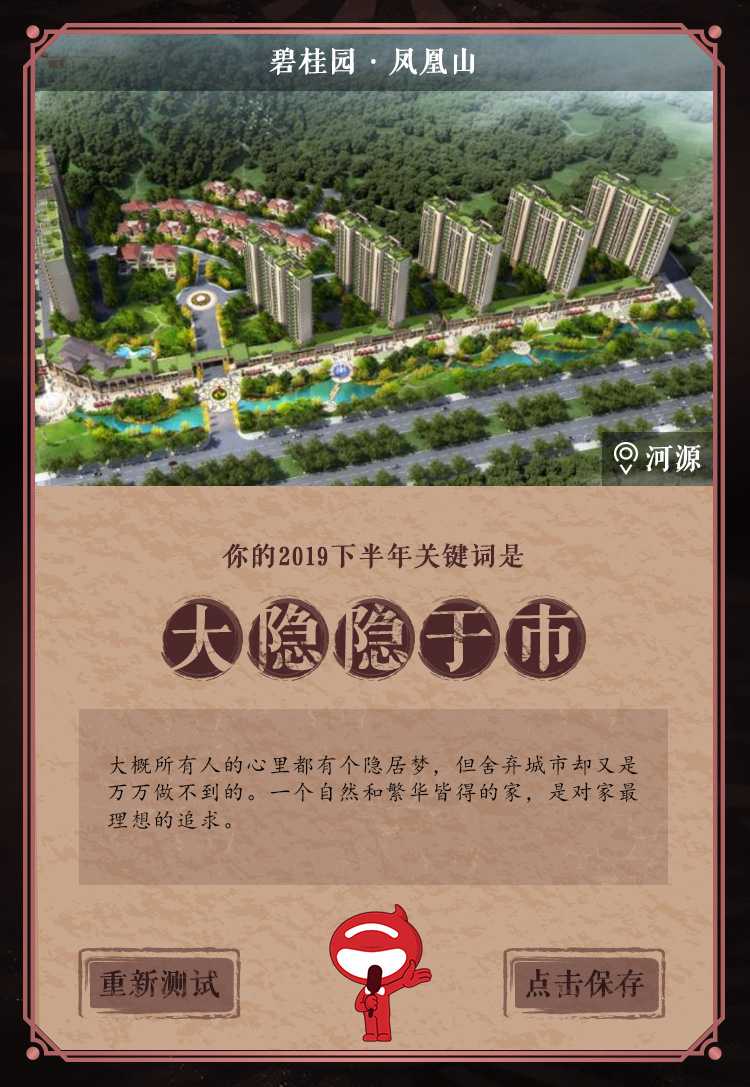 碧桂园·凤凰山
河源
你的2019下半年关键词是
大隐隐于市
大概所有人的心里都有个隐居梦，但舍弃城市却又是
万万做不到的。一个自然和繁华皆得的家，是对家最
理想的追求。
重新测试
点击保存